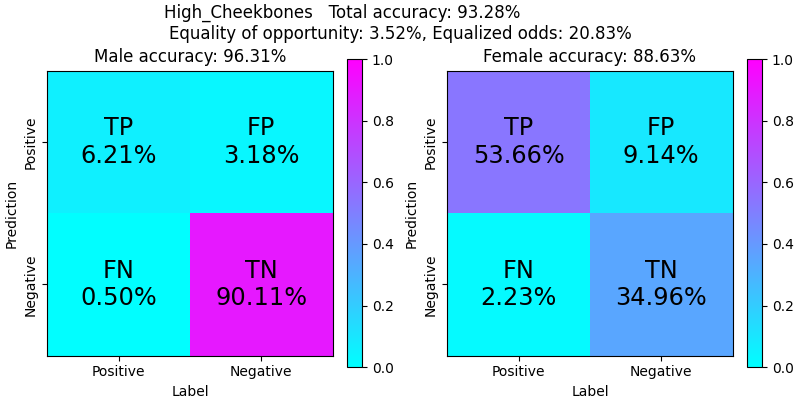 High_Cheekbones   Total accuracy: 93.28%
Equality of opportunity: 3.52%, Equalized odds: 20.83%
Male accuracy: 96.31%
TP
6.21%
FP
3.18%
FN
0.50%
TN
90.11%
Positive
Negative
Prediction
Positive
Negative
Label
1.0
0.8
0.6
0.4
0.2
0.0
Female accuracy: 88.63%
TP
53.66%
FP
9.14%
FN
2.23%
TN
34.96%
Positive
Negative
Prediction
Positive
Negative
Label
1.0
0.8
0.6
0.4
0.2
0.0